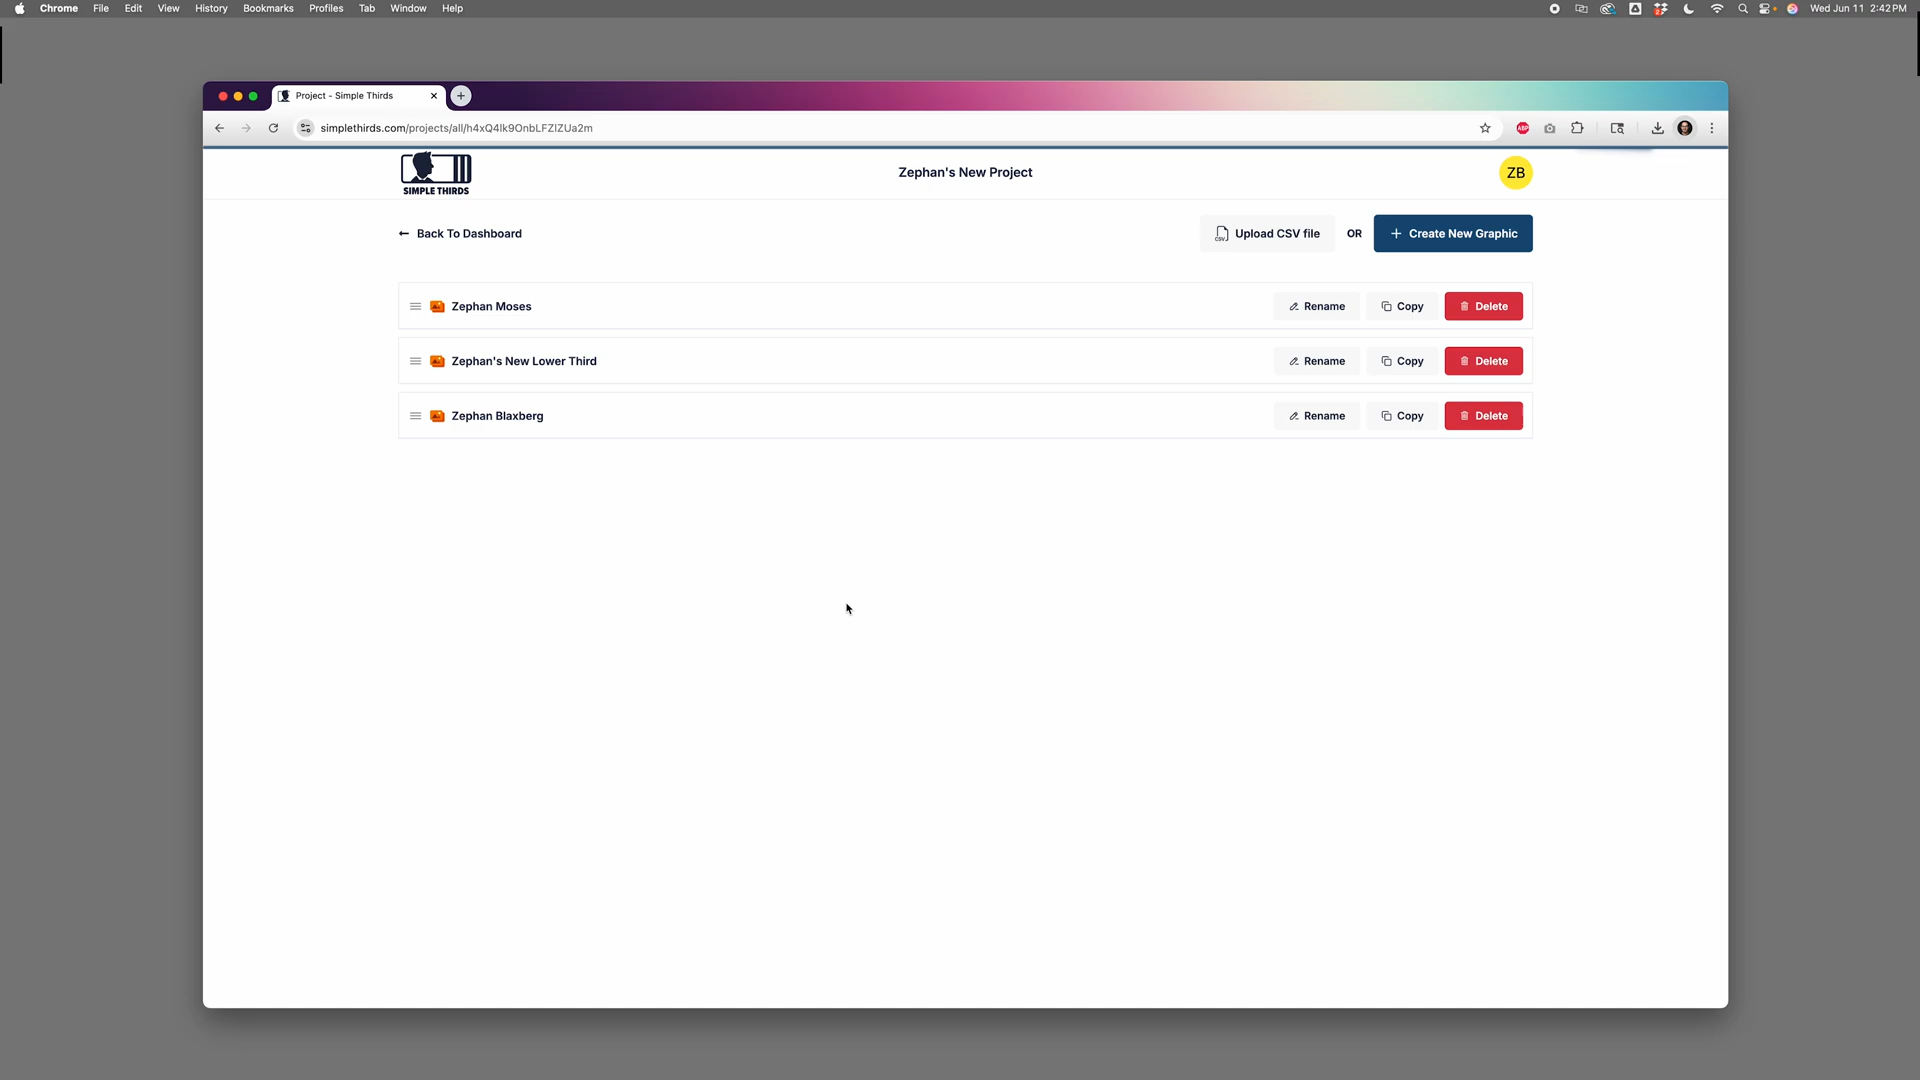 Chrome File Edit View History Bookmarks Profiles Tab Window Help Wed Jun 11 2:42 PM
Project - Simple Thirds
simplethirds.com/projects/all/h4xQ4lk9OnbLFZIZUa2m ABP
SIMPLE THIRDS
Zephan's New Project
ZB
Back To Dashboard
CSV Upload CSV file OR Create New Graphic
Zephan Moses Rename Copy Delete
Zephan's New Lower Third Rename Copy Delete
Zephan Blaxberg Rename Copy Delete